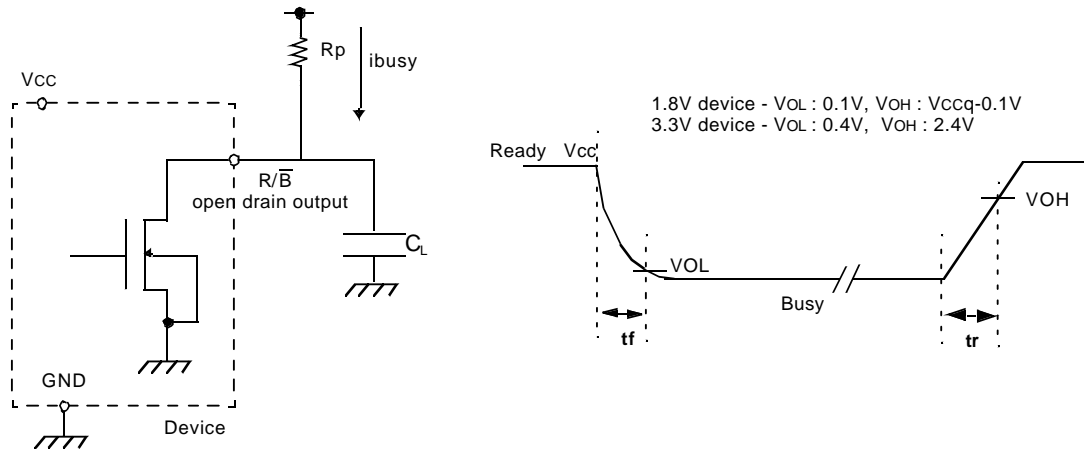 Rp
ibusy
VCC
R/B̅
open drain output
CL
GND
Device
1.8V device - VOL : 0.1V, VOH : VCCq-0.1V
3.3V device - VOL : 0.4V, VOH : 2.4V
Ready Vcc
VOH
VOL
Busy
tf
tr